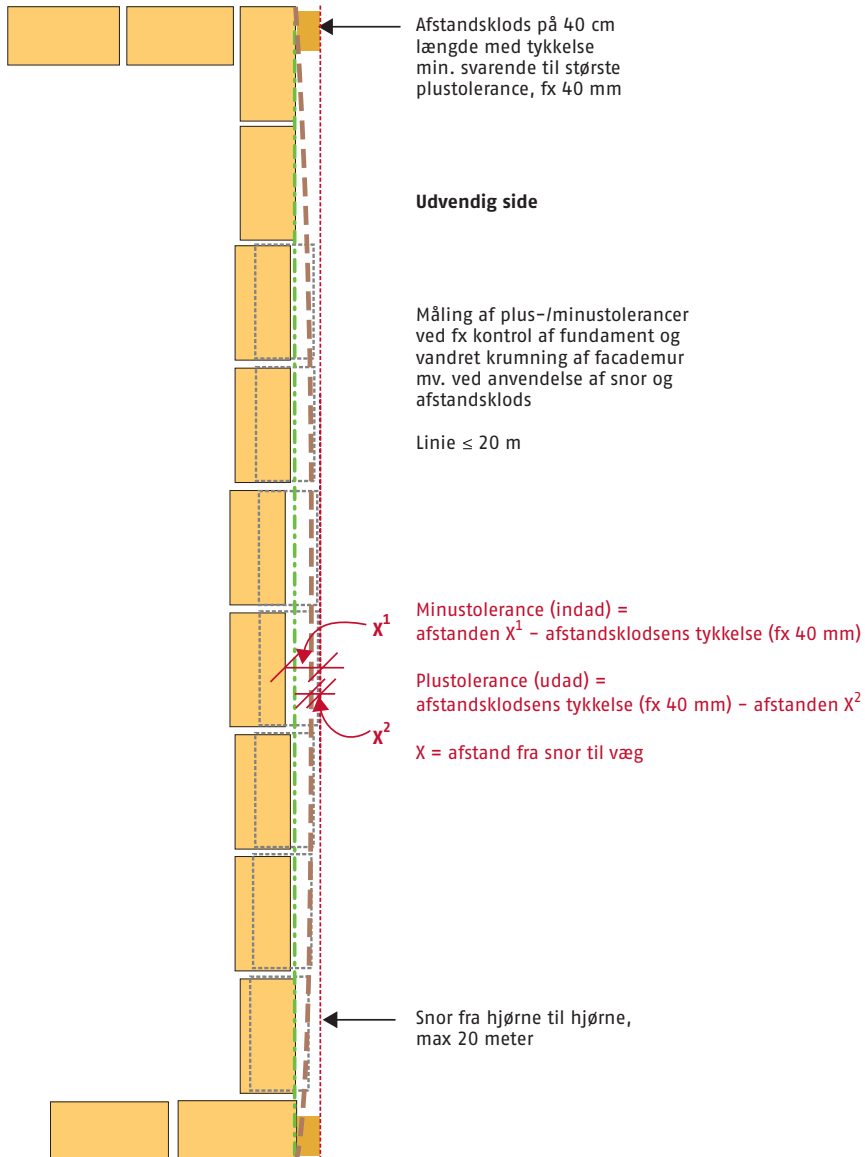 Afstandsklods på 40 cm
længde med tykkelse
min. svarende til største
plustolerance, fx 40 mm
Udvendig side
Måling af plus-/minustolerancer
ved fx kontrol af fundament og
vandret krumning af facademur
mv. ved anvendelse af snor og
afstandsklods
Linie ≤ 20 m
X¹
Minustolerance (indad) =
afstanden X¹ – afstandsklodsens tykkelse (fx 40 mm)
Plustolerance (udad) =
afstandsklodsens tykkelse (fx 40 mm) – afstanden X²
X²
X = afstand fra snor til væg
Snor fra hjørne til hjørne,
max 20 meter